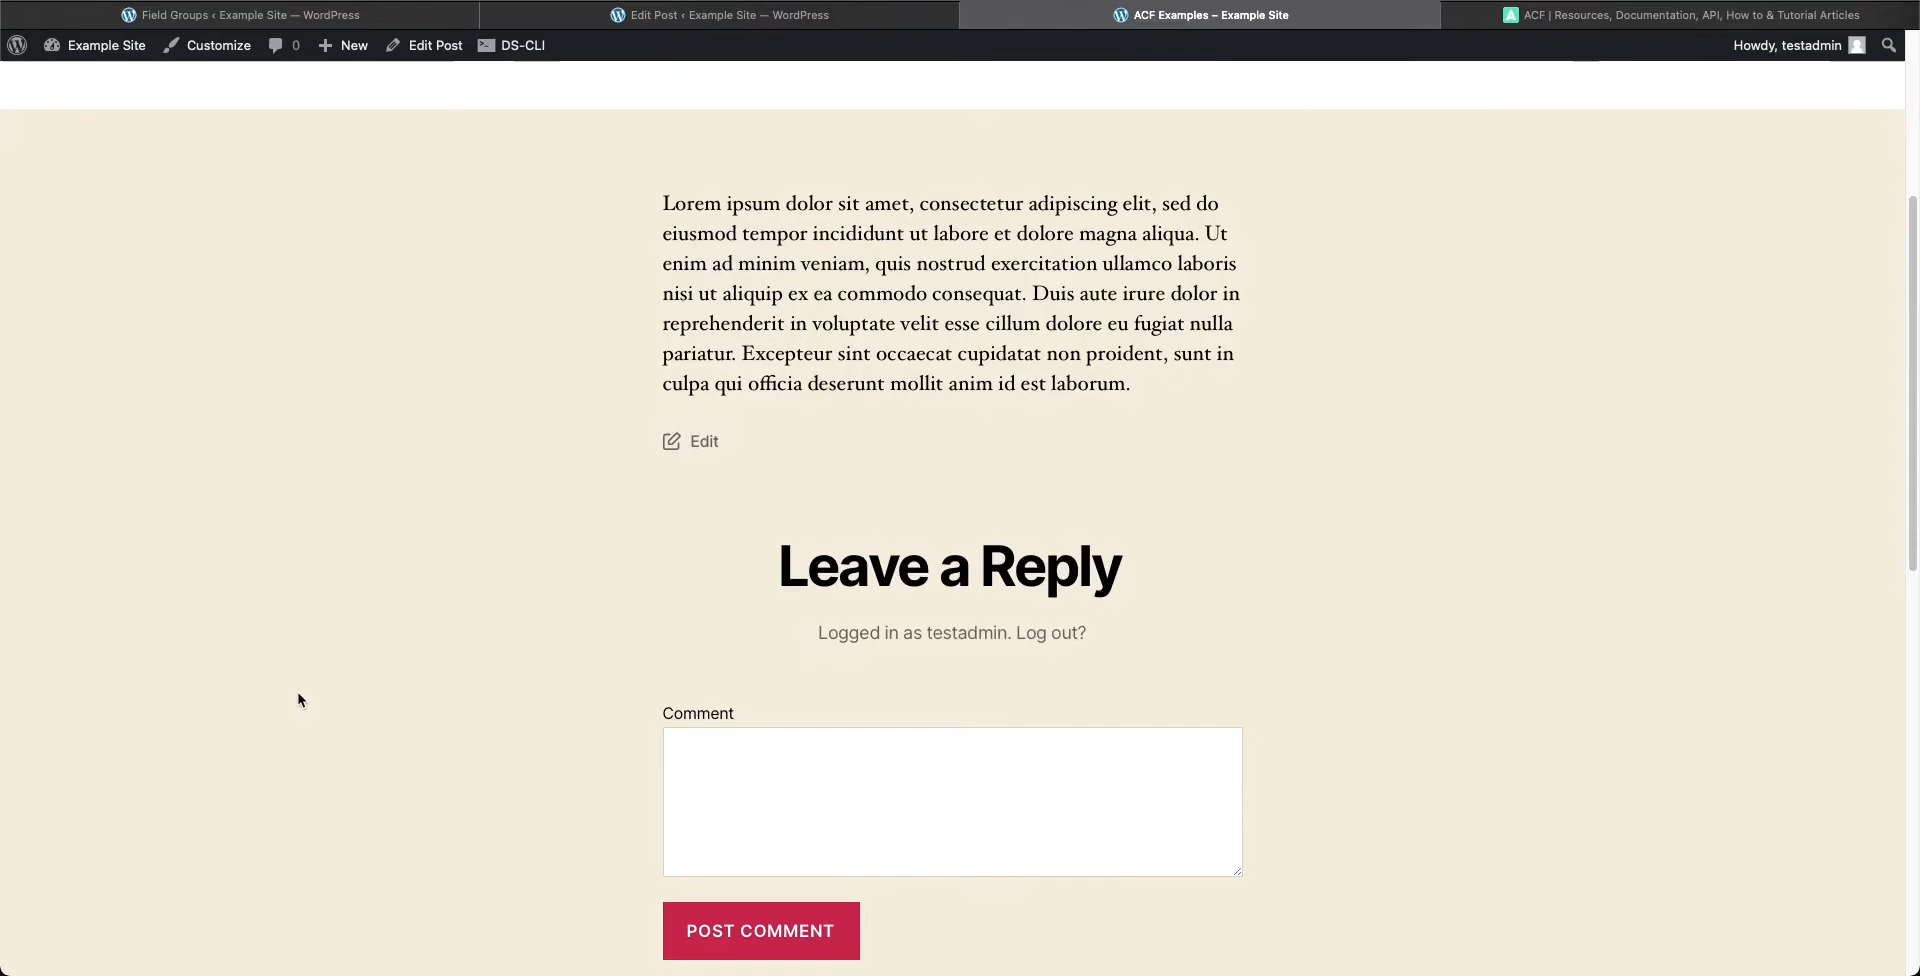 Field Groups ‹ Example Site — WordPress
Edit Post ‹ Example Site — WordPress
ACF Examples – Example Site
ACF | Resources, Documentation, API, How to & Tutorial Articles
Example Site
Customize
0
New
Edit Post
DS-CLI
Howdy, testadmin
Lorem ipsum dolor sit amet, consectetur adipiscing elit, sed do
eiusmod tempor incididunt ut labore et dolore magna aliqua. Ut
enim ad minim veniam, quis nostrud exercitation ullamco laboris
nisi ut aliquip ex ea commodo consequat. Duis aute irure dolor in
reprehenderit in voluptate velit esse cillum dolore eu fugiat nulla
pariatur. Excepteur sint occaecat cupidatat non proident, sunt in
culpa qui officia deserunt mollit anim id est laborum.
Edit
Leave a Reply
Logged in as testadmin. Log out?
Comment
POST COMMENT